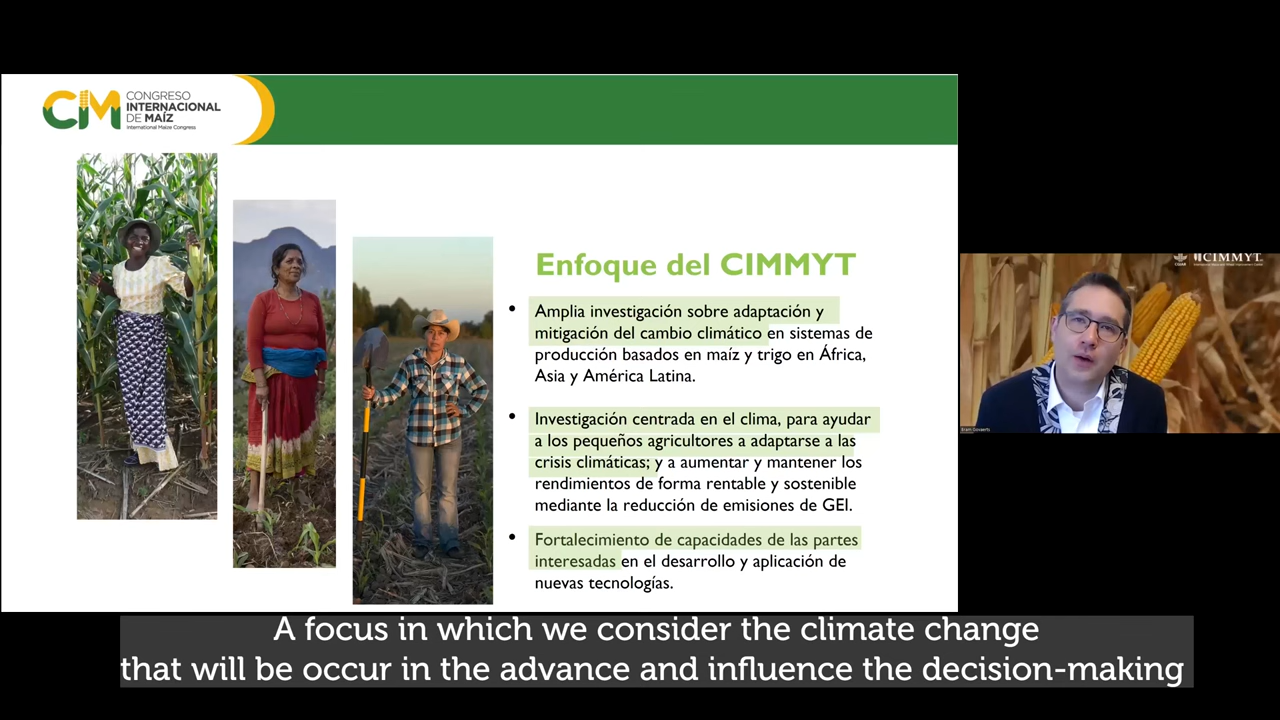 CIM
CONGRESO
INTERNACIONAL
DE MAÍZ
International Maize Congress
Enfoque del CIMMYT
• Amplia investigación sobre adaptación y
mitigación del cambio climático en sistemas de
producción basados en maíz y trigo en África,
Asia y América Latina.
• Investigación centrada en el clima, para ayudar
a los pequeños agricultores a adaptarse a las
crisis climáticas; y a aumentar y mantener los
rendimientos de forma rentable y sostenible
mediante la reducción de emisiones de GEI.
• Fortalecimiento de capacidades de las partes
interesadas en el desarrollo y aplicación de
nuevas tecnologías.
CGIAR
CIMMYT
Bram Govaerts
A focus in which we consider the climate change
that will be occur in the advance and influence the decision-making